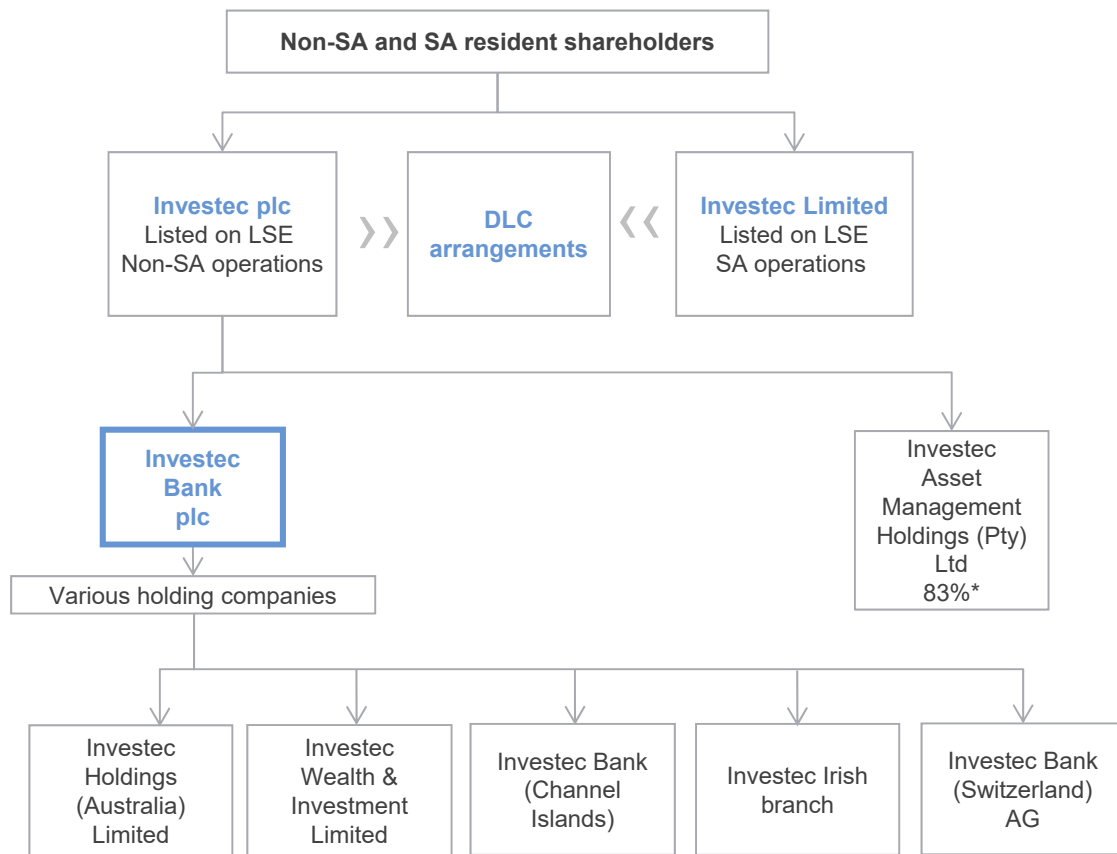 Non-SA and SA resident shareholders
Investec plc
Listed on LSE
Non-SA operations
DLC
arrangements
Investec Limited
Listed on LSE
SA operations
Investec
Bank
plc
Investec
Asset
Management
Holdings (Pty)
Ltd
83%*
Various holding companies
Investec
Holdings
(Australia)
Limited
Investec
Wealth &
Investment
Limited
Investec Bank
(Channel
Islands)
Investec Irish
branch
Investec Bank
(Switzerland)
AG